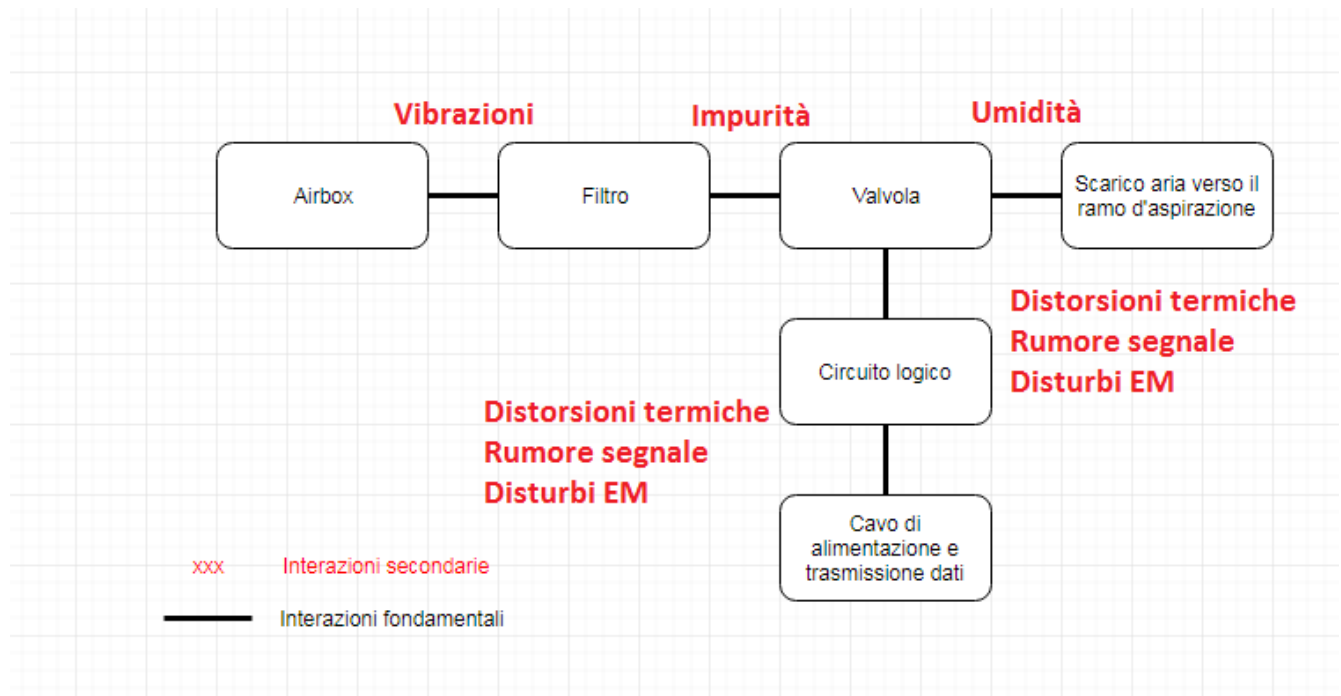 Vibrazioni
Impurità
Umidità
Airbox
Filtro
Valvola
Scarico aria verso il
ramo d'aspirazione
Distorsioni termiche
Rumore segnale
Disturbi EM
Circuito logico
Distorsioni termiche
Rumore segnale
Disturbi EM
Cavo di
alimentazione e
trasmissione dati
xxx Interazioni secondarie
Interazioni fondamentali